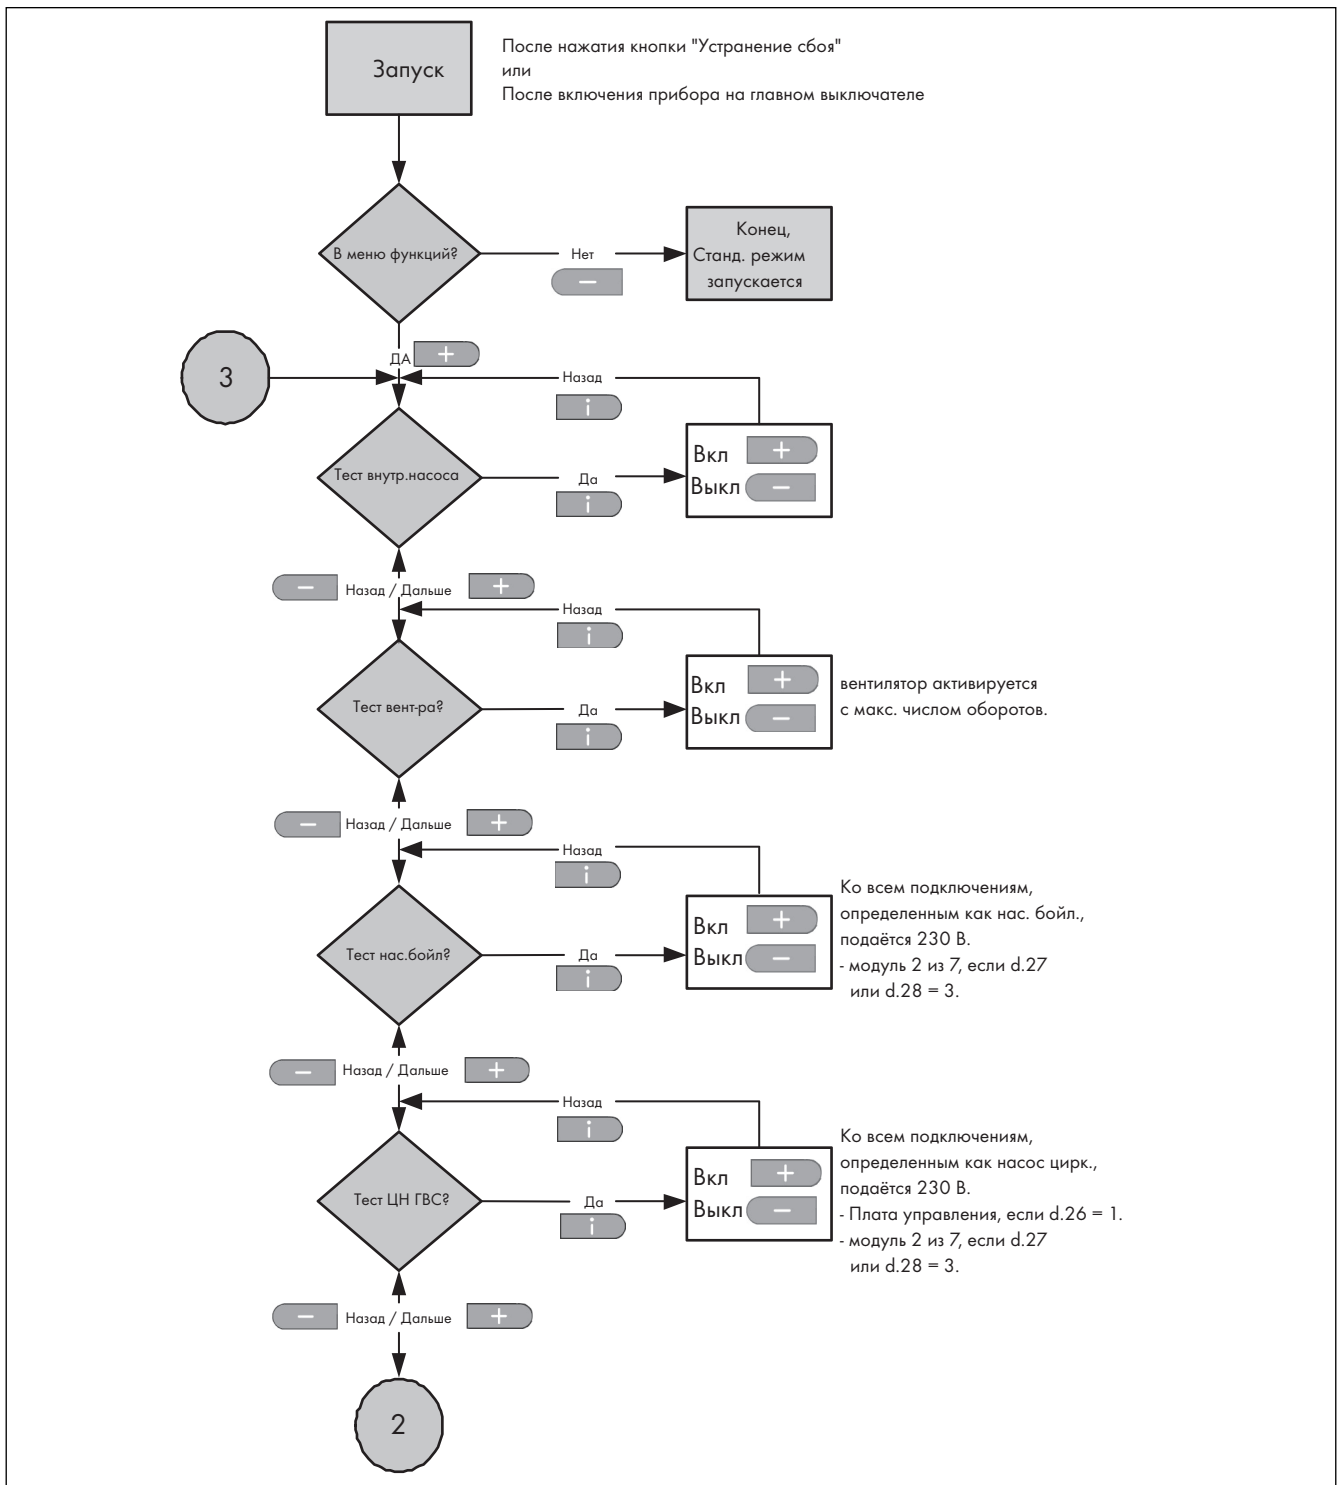 Запуск
После нажатия кнопки "Устранение сбоя"
или
После включения прибора на главном выключателе
В меню функций?
Нет
−
Конец,
Станд. режим
запускается
ДА +
3
Назад
i
Тест внутр.насоса
Да
i
Вкл +
Выкл −
− Назад / Дальше +
Назад
i
Тест вент-ра?
Да
i
Вкл +
Выкл −
вентилятор активируется
с макс. числом оборотов.
− Назад / Дальше +
Назад
i
Тест нас.бойл?
Да
i
Вкл +
Выкл −
Ко всем подключениям,
определенным как нас. бойл.,
подаётся 230 В.
- модуль 2 из 7, если d.27
или d.28 = 3.
− Назад / Дальше +
Назад
i
Тест ЦН ГВС?
Да
i
Вкл +
Выкл −
Ко всем подключениям,
определенным как насос цирк.,
подаётся 230 В.
- Плата управления, если d.26 = 1.
- модуль 2 из 7, если d.27
или d.28 = 3.
− Назад / Дальше +
2